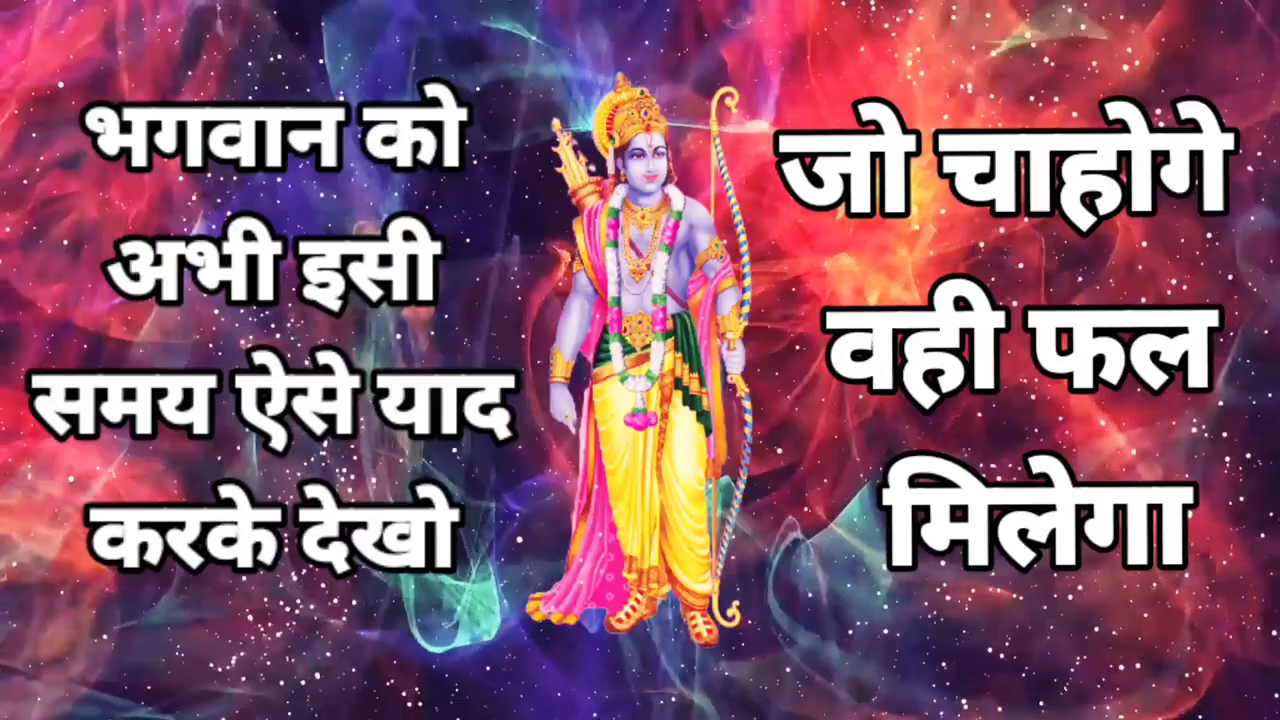 भगवान को
अभी इसी
समय ऐसे याद
करके देखो
जो चाहोगे
वही फल
मिलेगा